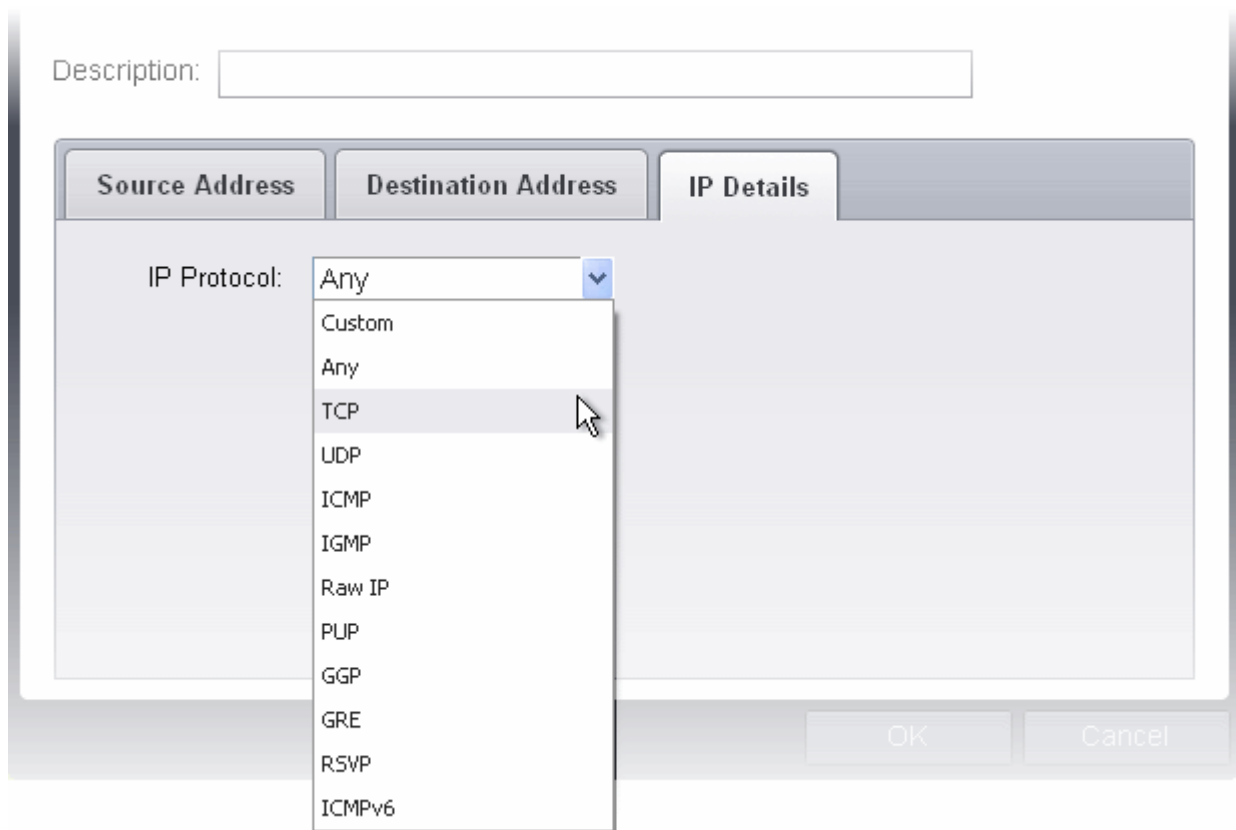 Description:
Source Address
Destination Address
IP Details
IP Protocol:
Any
Custom
Any
TCP
UDP
ICMP
IGMP
Raw IP
PUP
GGP
GRE
RSVP
ICMPv6
OK
Cancel